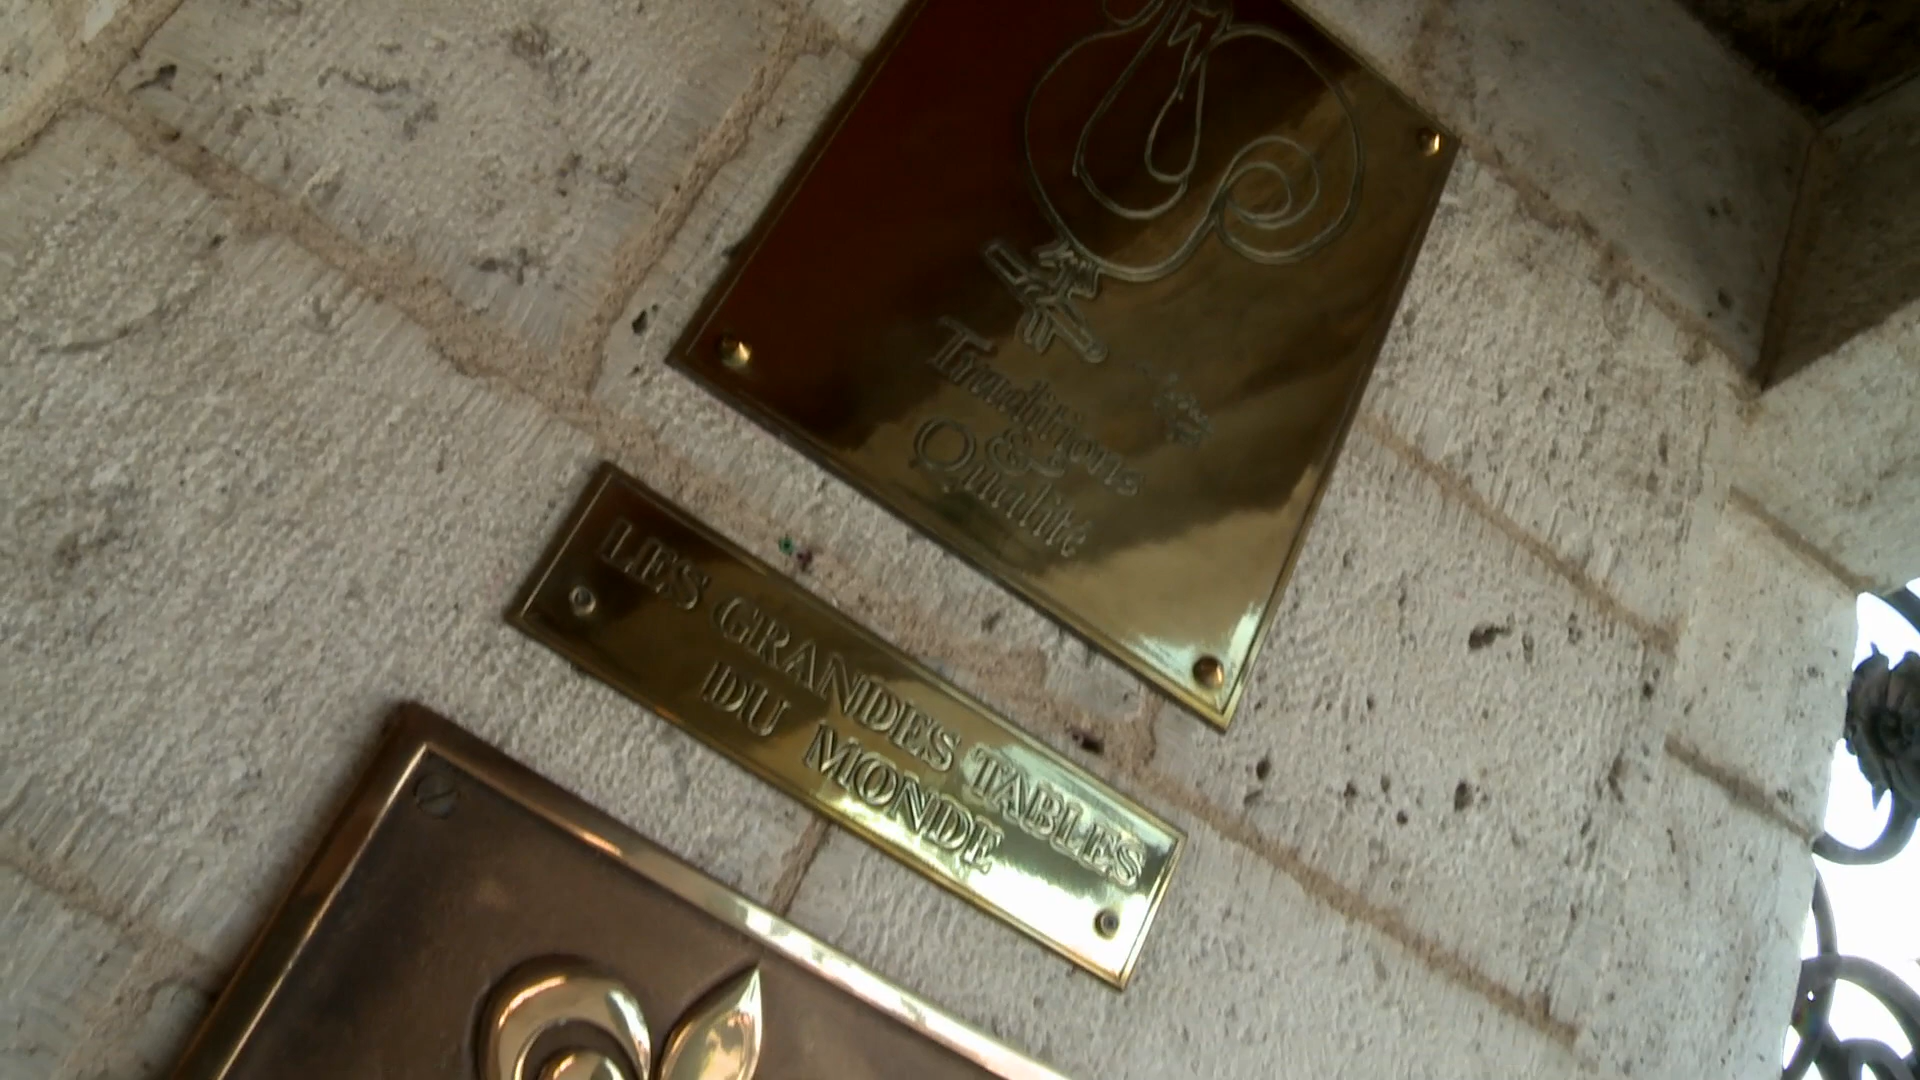 Traditions
&
Qualité
LES GRANDES TABLES
DU MONDE